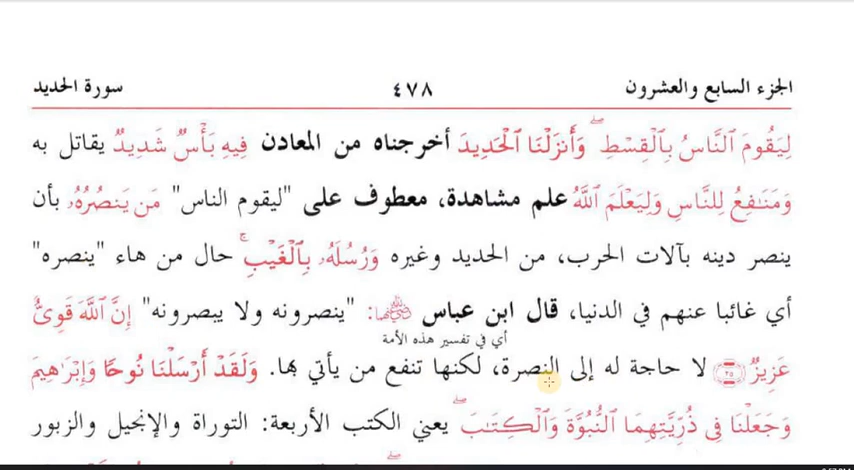 الجزء السابع والعشرون ٤٧٨ سورة الحديد
لِيَقُومَ ٱلنَّاسُ بِٱلْقِسْطِۖ وَأَنزَلْنَا ٱلْحَدِيدَ أخرجناه من المعادن فِيهِ بَأْسٌ شَدِيدٌ يقاتل به
وَمَنَٰفِعُ لِلنَّاسِ وَلِيَعْلَمَ ٱللَّهُ علم مشاهدة، معطوف على "ليقوم الناس" مَن يَنصُرُهُۥ بأن
ينصر دينه بآلات الحرب، من الحديد وغيره وَرُسُلَهُۥ بِٱلْغَيْبِۚ حال من هاء "ينصره"
أي غائبا عنهم في الدنيا، قال ابن عباس رضي الله عنهما: "ينصرونه ولا يبصرونه" إِنَّ ٱللَّهَ قَوِىٌّ
أي في تفسير هذه الأمة
عَزِيزٌ ٢٥ لا حاجة له إلى النصرة، لكنها تنفع من يأتي بها. وَلَقَدْ أَرْسَلْنَا نُوحًا وَإِبْرَٰهِيمَ
وَجَعَلْنَا فِى ذُرِّيَّتِهِمَا ٱلنُّبُوَّةَ وَٱلْكِتَٰبَۖ يعني الكتب الأربعة: التوراة والإنجيل والزبور